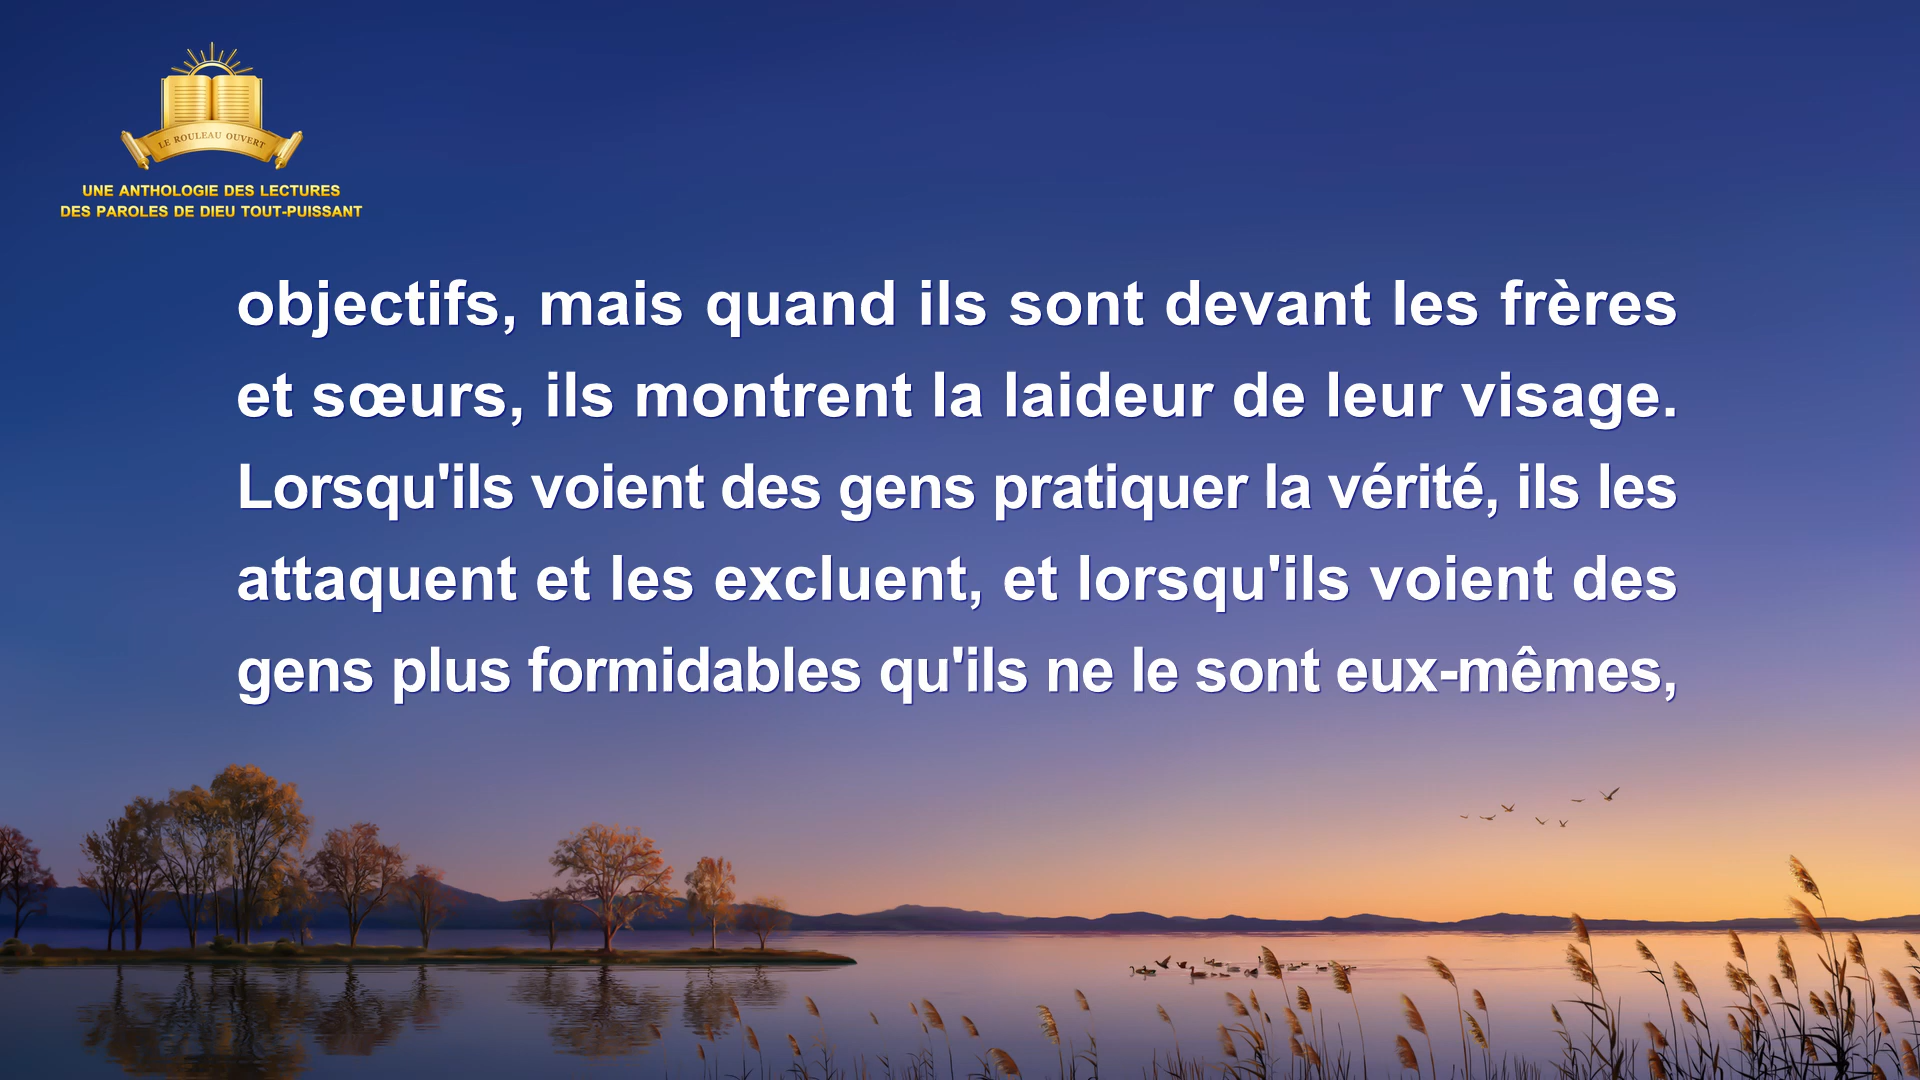 LE ROULEAU OUVERT
UNE ANTHOLOGIE DES LECTURES
DES PAROLES DE DIEU TOUT-PUISSANT
objectifs, mais quand ils sont devant les frères
et sœurs, ils montrent la laideur de leur visage.
Lorsqu'ils voient des gens pratiquer la vérité, ils les
attaquent et les excluent, et lorsqu'ils voient des
gens plus formidables qu'ils ne le sont eux-mêmes,